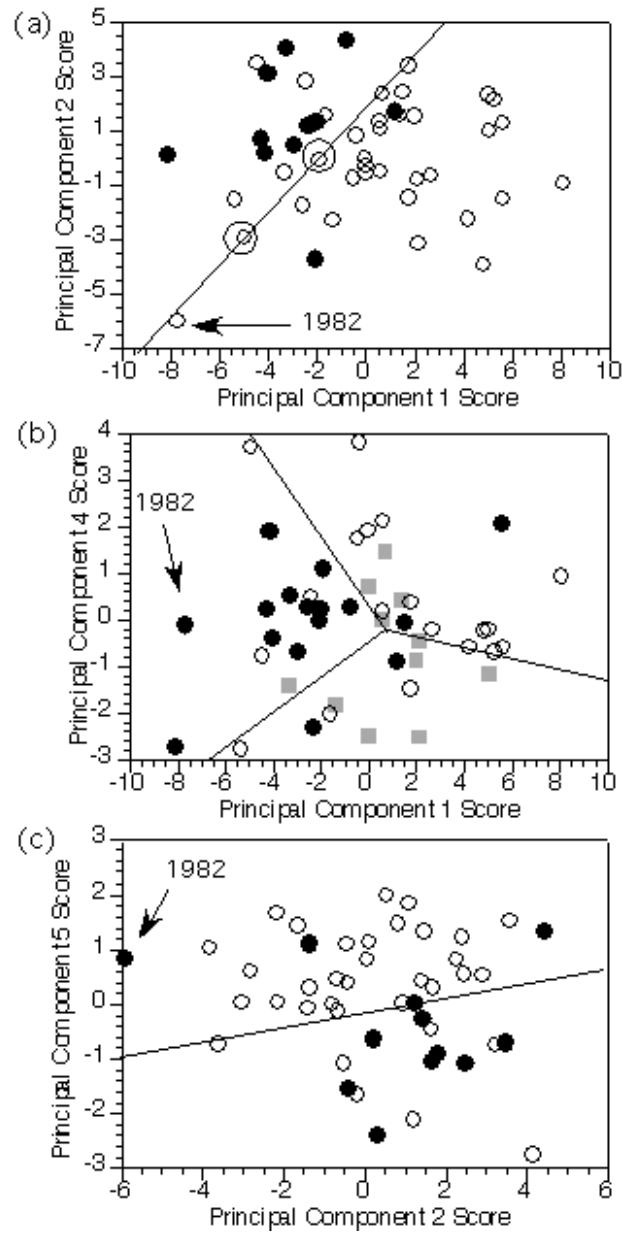 (a)
Principal Component 2 Score
5
3
1
-1
-3
-5
-7
1982
-10 -8 -6 -4 -2 0 2 4 6 8 10
Principal Component 1 Score
(b)
Principal Component 4 Score
4
3
2
1
0
-1
-2
-3
1982
-10 -8 -6 -4 -2 0 2 4 6 8 10
Principal Component 1 Score
(c)
Principal Component 5 Score
3
2
1
0
-1
-2
-3
1982
-6 -4 -2 0 2 4 6
Principal Component 2 Score